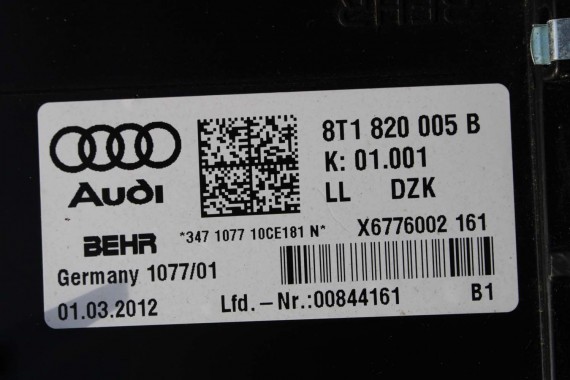 8T1 820 005 B
K: 01.001
LL DZK
Audi
*347 1077 10CE181 N*
X6776002 161
BEHR
Germany 1077/01
01.03.2012
Lfd.-Nr.:00844161
B1